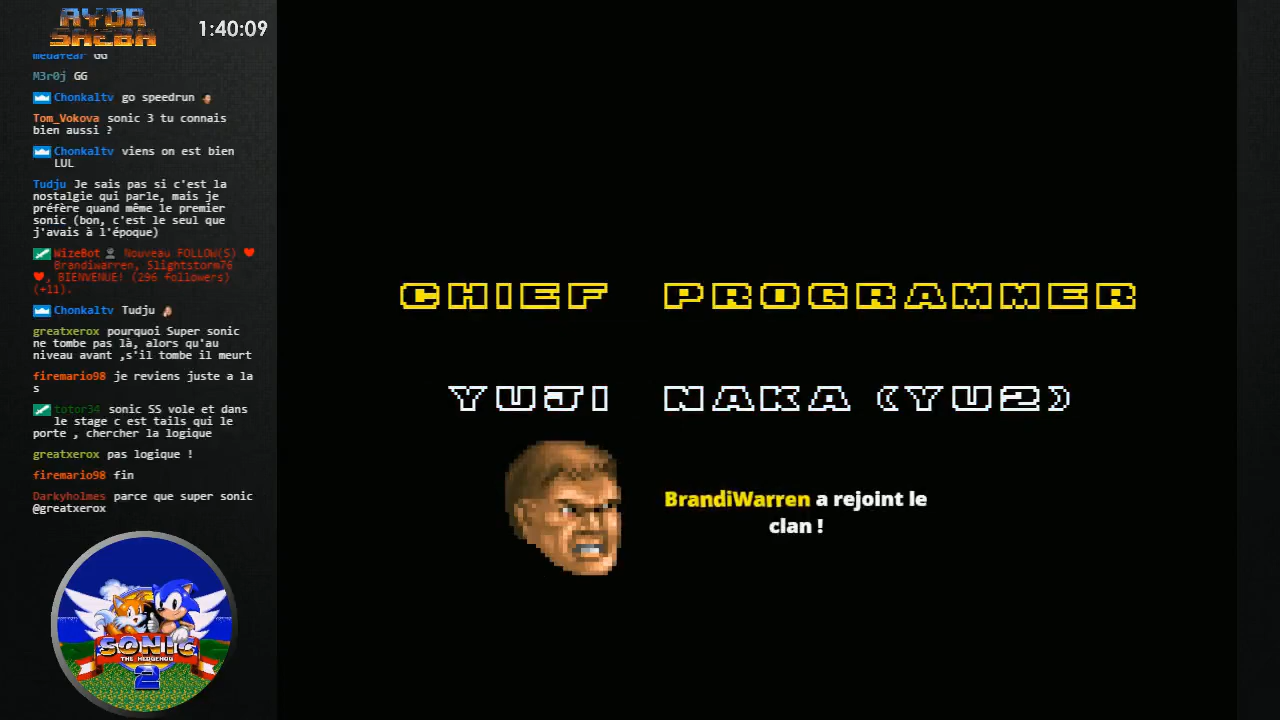 RYDA
SAEBA
1:40:09
medafear GG
M3r0j GG
Chonkaltv go speedrun
Tom_Vokova sonic 3 tu connais
bien aussi ?
Chonkaltv viens on est bien
LUL
Tudju Je sais pas si c'est la
nostalgie qui parle, mais je
préfère quand même le premier
sonic (bon, c'est le seul que
j'avais à l'époque)
WizeBot Nouveau FOLLOW(S)
Brandiwarren, Slightstorm76
, BIENVENUE! (296 followers)
(+11).
Chonkaltv Tudju
greatxerox pourquoi Super sonic
ne tombe pas là, alors qu'au
niveau avant ,s'il tombe il meurt
firemario98 je reviens juste a la
s
totor34 sonic SS vole et dans
le stage c est tails qui le
porte , chercher la logique
greatxerox pas logique !
firemario98 fin
Darkyholmes parce que super sonic
@greatxerox
SONIC
THE HEDGEHOG
2
CHIEF PROGRAMMER
YUJI NAKA (YU2)
BrandiWarren a rejoint le
clan !